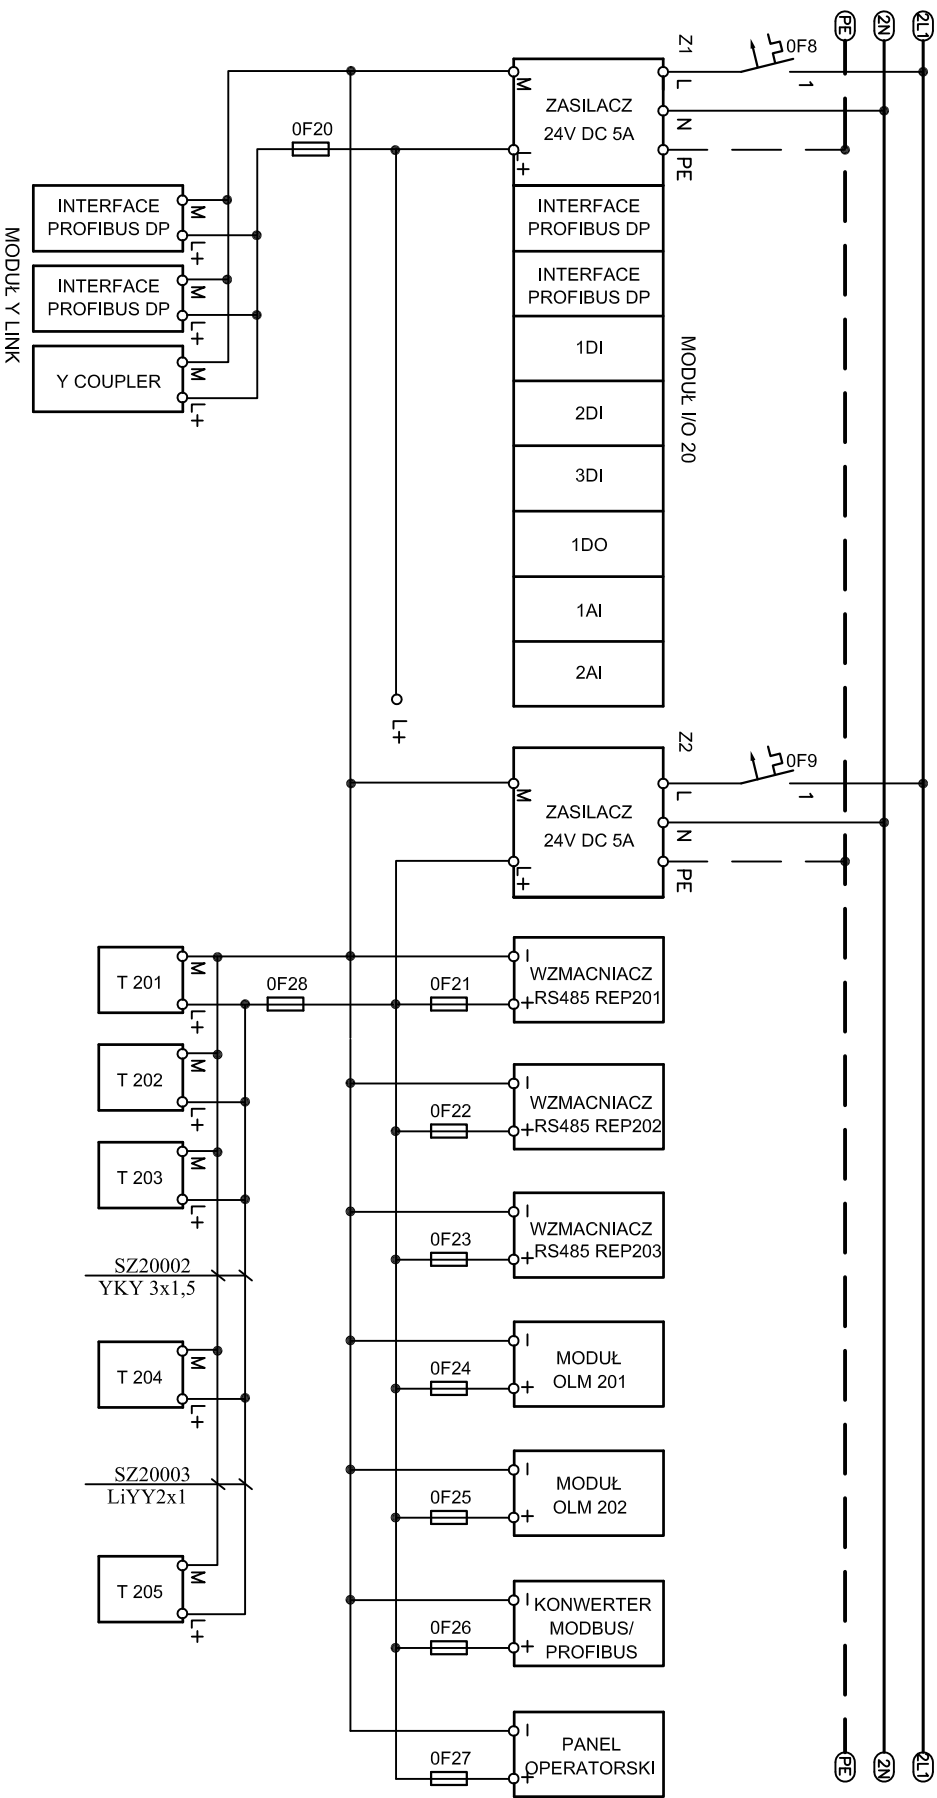 PE
2N
2L1
0F8
1
Z1
L
N
PE
ZASILACZ
24V DC 5A
M
L+
0F20
INTERFACE
PROFIBUS DP
M
L+
INTERFACE
PROFIBUS DP
M
L+
Y COUPLER
M
L+
MODUŁ Y LINK
INTERFACE
PROFIBUS DP
INTERFACE
PROFIBUS DP
1DI
2DI
3DI
1DO
1AI
2AI
MODUŁ I/O 20
L+
0F9
1
Z2
L
N
PE
ZASILACZ
24V DC 5A
M
L+
T 201
M
L+
0F28
0F21
-
+
WZMACNIACZ
RS485 REP201
T 202
M
L+
0F22
-
+
WZMACNIACZ
RS485 REP202
T 203
M
L+
0F23
-
+
WZMACNIACZ
RS485 REP203
SZ20002
YKY 3x1,5
T 204
M
L+
0F24
-
+
MODUŁ
OLM 201
SZ20003
LiYY2x1
0F25
-
+
MODUŁ
OLM 202
T 205
M
L+
0F26
-
+
KONWERTER
MODBUS/
PROFIBUS
0F27
-
+
PANEL
OPERATORSKI
PE
2N
2L1